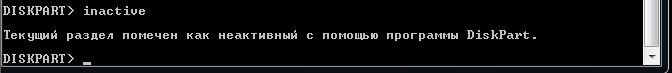 DISKPART> inactive
Текущий раздел помечен как неактивный с помощью программы DiskPart.
DISKPART> _